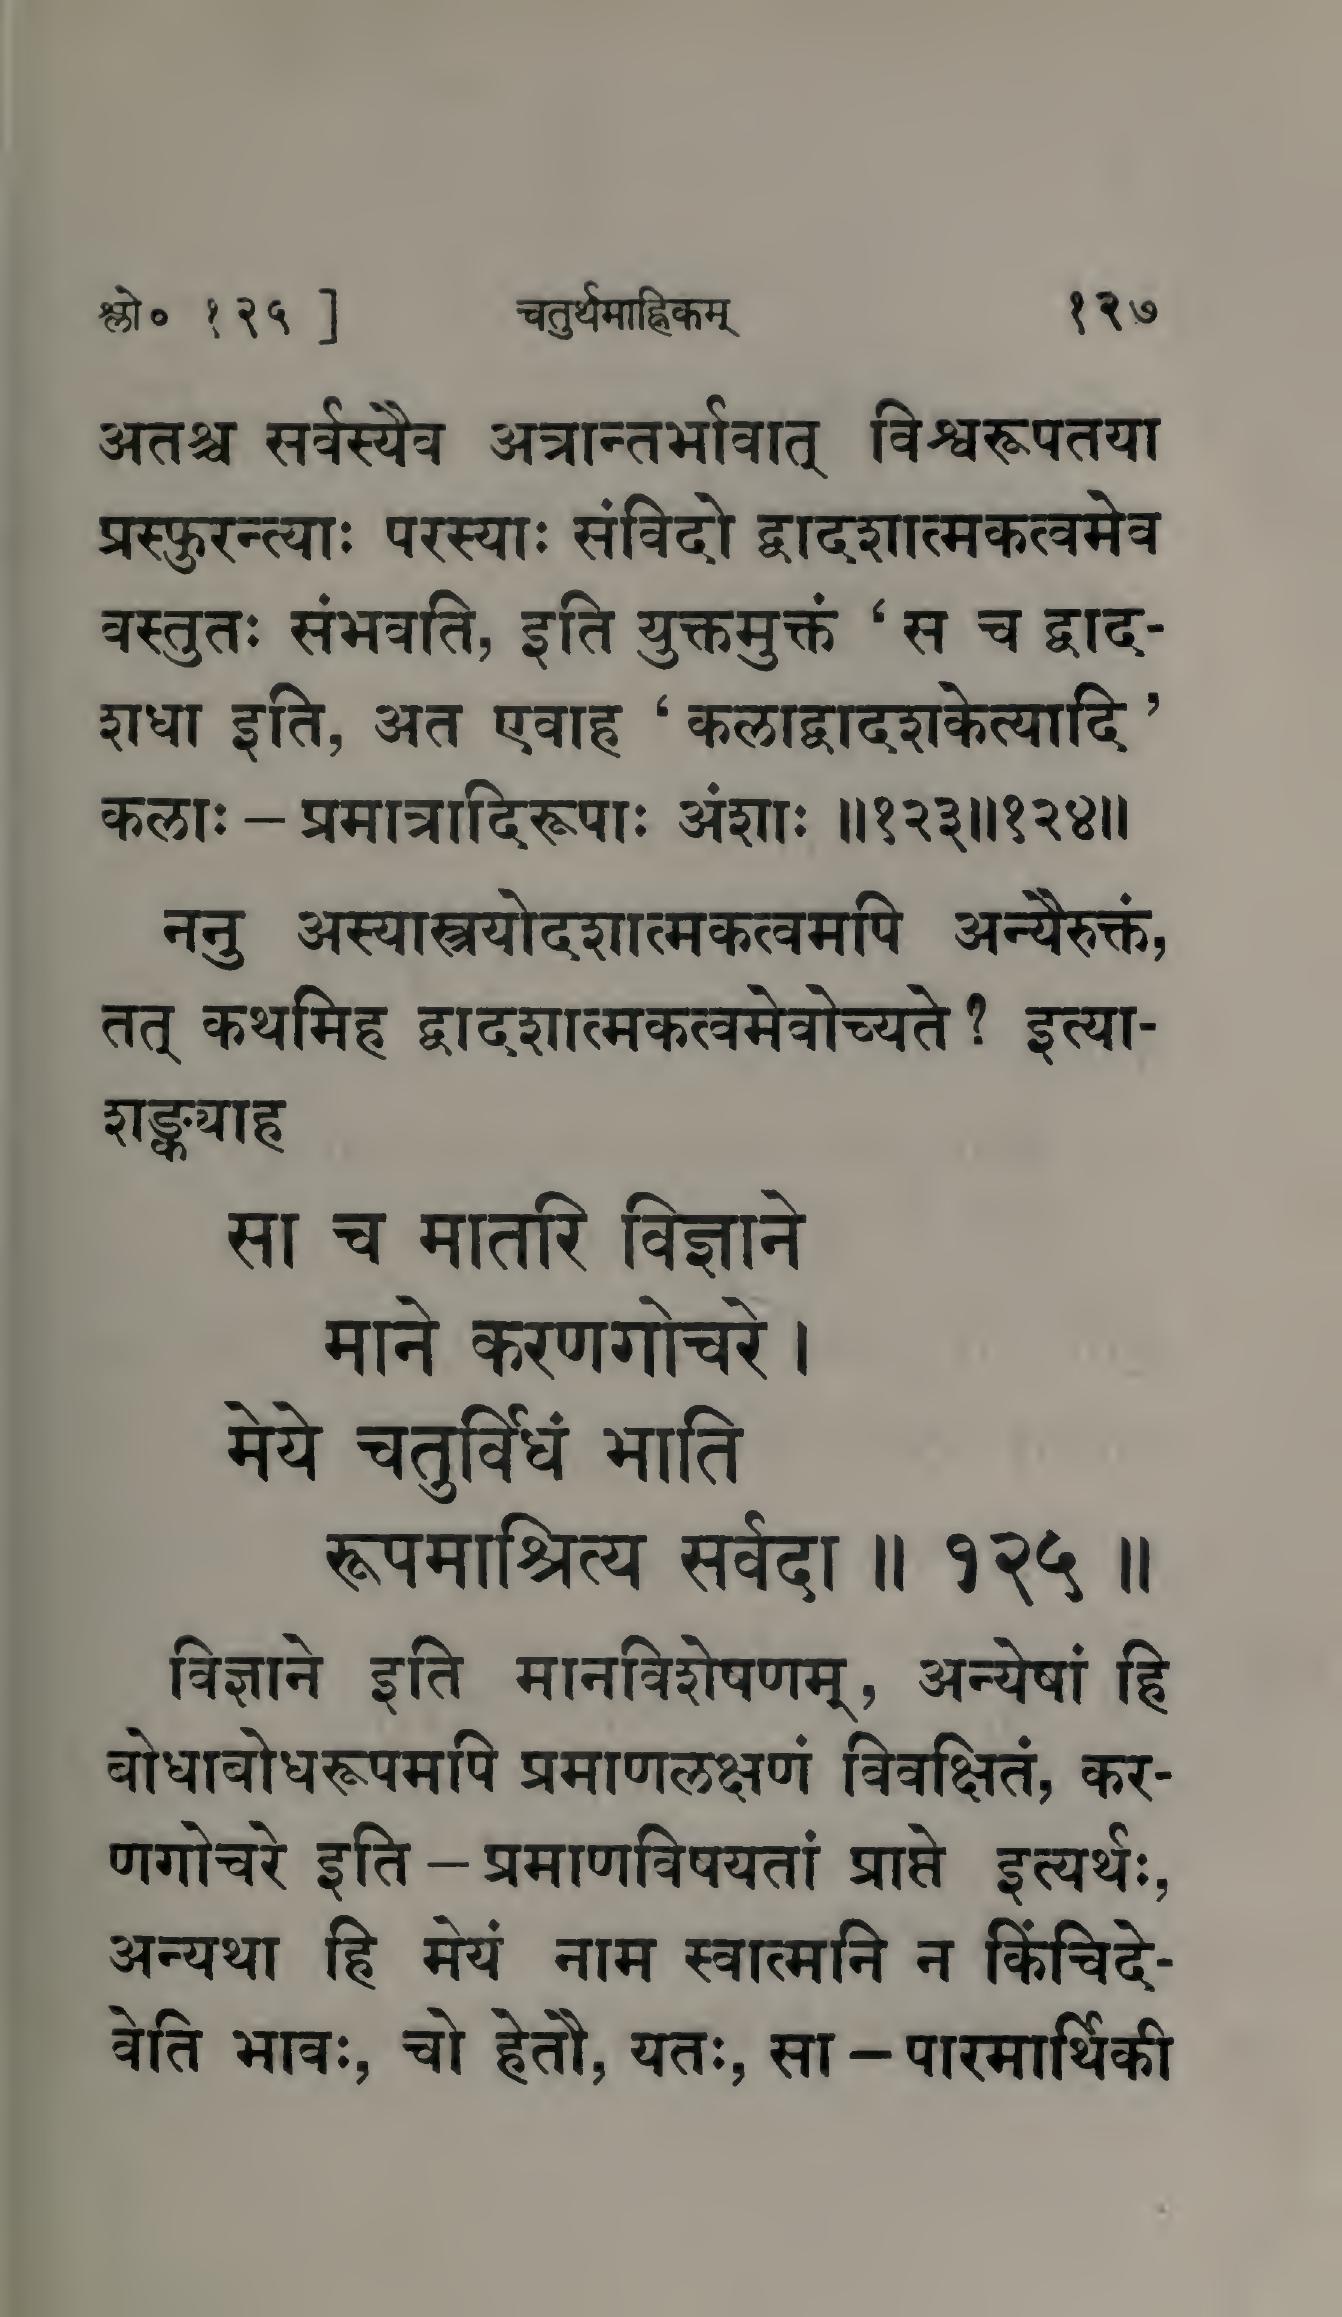 श्लो० १२५ ] चतुर्थमाह्निकम् १२७
अतश्च सर्वस्यैव अत्रान्तर्भावात् विश्वरूपतया
प्रस्फुरन्त्याः परस्याः संविदो द्वादशात्मकत्वमेव
वस्तुतः संभवति, इति युक्तमुक्तं ‘ स च द्वाद-
शधा इति, अत एवाह ‘ कलाद्वादशकेत्यादि ’
कलाः – प्रमात्रादिरूपाः अंशाः ॥१२३॥१२४॥
ननु अस्यास्त्रयोदशात्मकत्वमपि अन्यैरुक्तं,
तत् कथमिह द्वादशात्मकत्वमेवोच्यते ? इत्या-
शङ्क्याह
सा च मातरि विज्ञाने
माने करणगोचरे ।
मेये चतुर्विधं भाति
रूपमाश्रित्य सर्वदा ॥ १२५ ॥
विज्ञाने इति मानविशेषणम्, अन्येषां हि
बोधाबोधरूपमपि प्रमाणलक्षणं विवक्षितं, कर-
णगोचरे इति – प्रमाणविषयतां प्राप्ते इत्यर्थः,
अन्यथा हि मेयं नाम स्वात्मनि न किंचिदे-
वेति भावः, चो हेतौ, यतः, सा – पारमार्थिकी